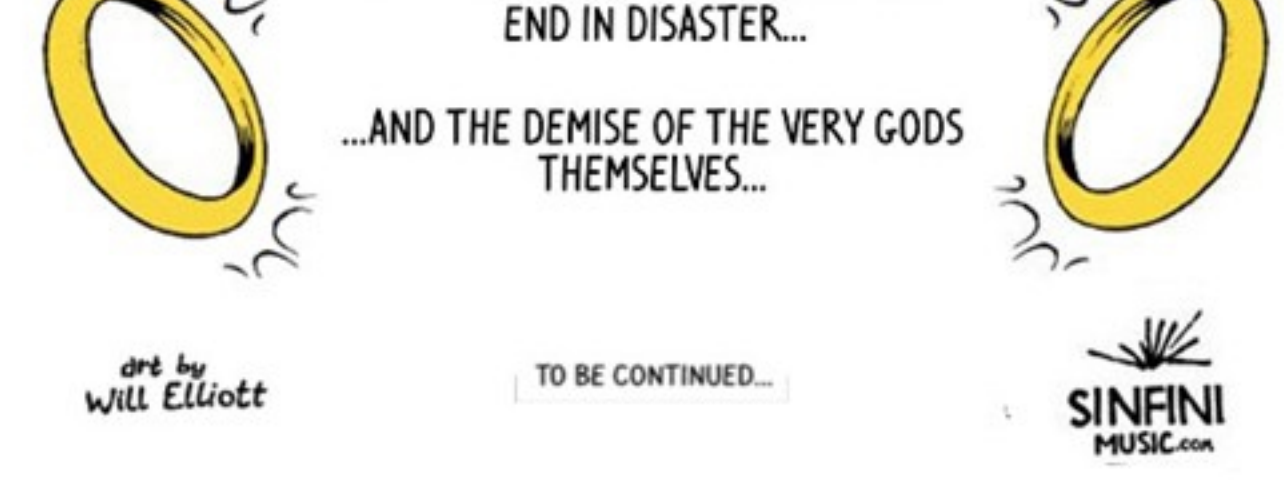 END IN DISASTER...
...AND THE DEMISE OF THE VERY GODS
THEMSELVES...
art by
Will Elliott
TO BE CONTINUED...
SINFINI
MUSIC.com